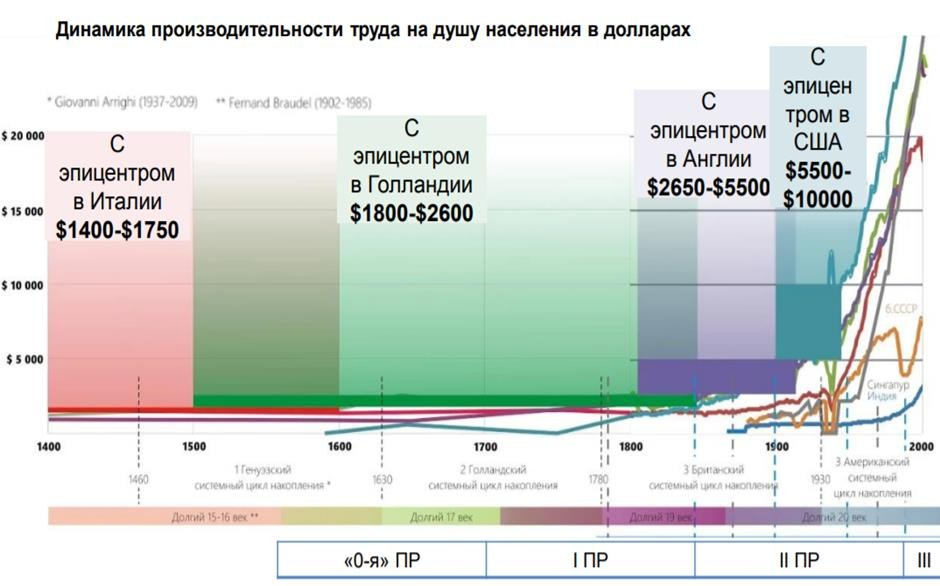 Динамика производительности труда на душу населения в долларах
* Giovanni Arrighi (1937-2009)    ** Fernand Braudel (1902-1985)
С
эпицентром
в Италии
$1400-$1750
С
эпицентром
в Голландии
$1800-$2600
С
эпицентром
в Англии
$2650-$5500
С
эпицен
тром в
США
$5500-
$10000
$ 20 000
$ 15 000
$ 10 000
$ 5 000
б.СССР
Сингапур
Индия
1400 1500 1600 1700 1800 1900 2000
1460 1630 1780 1930
1 Генуэзский
системный цикл накопления *
2 Голландский
системный цикл накопления
3 Британский
системный цикл накопления
3 Американский
системный
цикл накопления
Долгий 15-16 век **
Долгий 17 век
Долгий 19 век
Долгий 20 век
«0-я» ПР
I ПР
II ПР
III